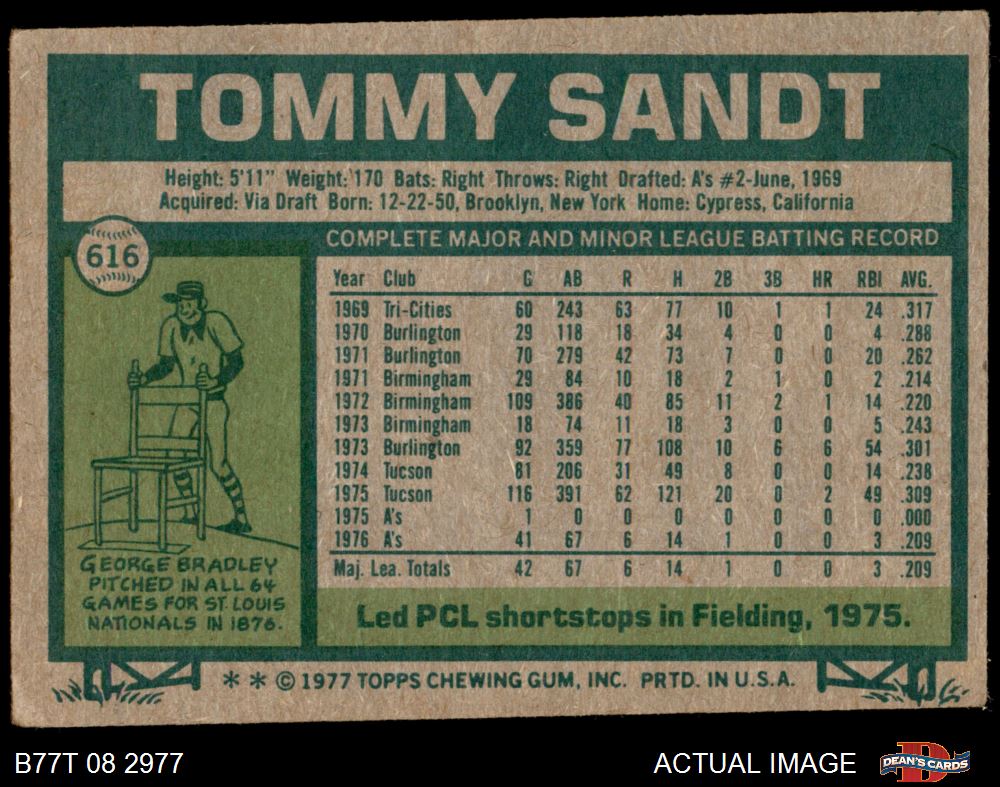 TOMMY SANDT
Height: 5'11" Weight: 170 Bats: Right Throws: Right Drafted: A's #2-June, 1969
Acquired: Via Draft Born: 12-22-50, Brooklyn, New York Home: Cypress, California
616
COMPLETE MAJOR AND MINOR LEAGUE BATTING RECORD
Year Club G AB R H 2B 3B HR RBI AVG.
1969 Tri-Cities 60 243 63 77 10 1 1 24 .317
1970 Burlington 29 118 18 34 4 0 0 4 .288
1971 Burlington 70 279 42 73 7 0 0 20 .262
1971 Birmingham 29 84 10 18 2 1 0 2 .214
1972 Birmingham 109 386 40 85 11 2 1 14 .220
1973 Birmingham 18 74 11 18 3 0 0 5 .243
1973 Burlington 92 359 77 108 10 6 6 54 .301
1974 Tucson 81 206 31 49 8 0 0 14 .238
1975 Tucson 116 391 62 121 20 0 2 49 .309
1975 A's 1 0 0 0 0 0 0 0 .000
1976 A's 41 67 6 14 1 0 0 3 .209
Maj. Lea. Totals 42 67 6 14 1 0 0 3 .209
GEORGE BRADLEY
PITCHED IN ALL 64
GAMES FOR ST. LOUIS
NATIONALS IN 1876.
Led PCL shortstops in Fielding, 1975.
* * © 1977 TOPPS CHEWING GUM, INC. PRTD. IN U.S.A.
B77T 08 2977
ACTUAL IMAGE
D
DEAN'S CARDS